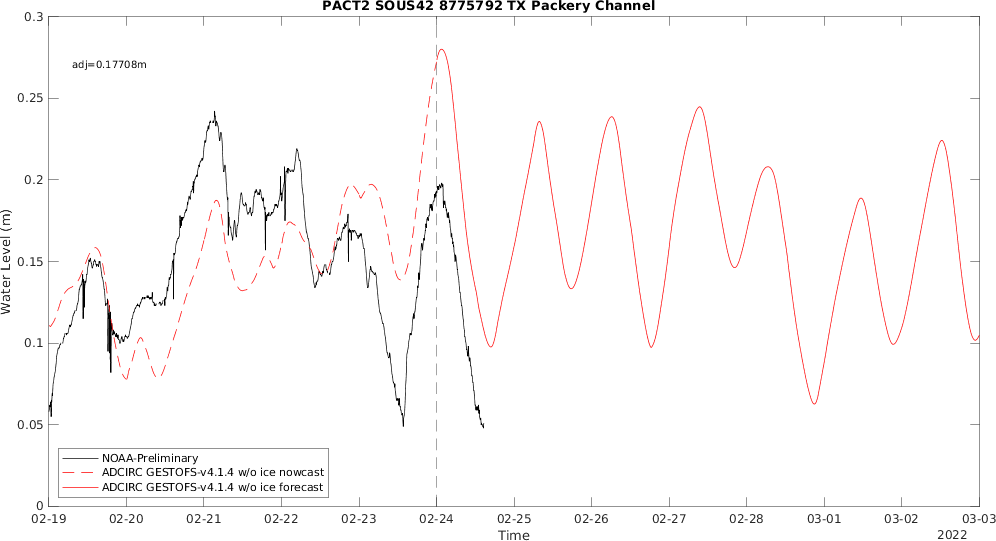 PACT2 SOUS42 8775792 TX Packery Channel
0.3
adj=0.17708m
0.25
0.2
0.15
0.1
0.05
0
Water Level (m)
NOAA-Preliminary
ADCIRC GESTOFS-v4.1.4 w/o ice nowcast
ADCIRC GESTOFS-v4.1.4 w/o ice forecast
02-19 02-20 02-21 02-22 02-23 02-24 02-25 02-26 02-27 02-28 03-01 03-02 03-03
Time
2022